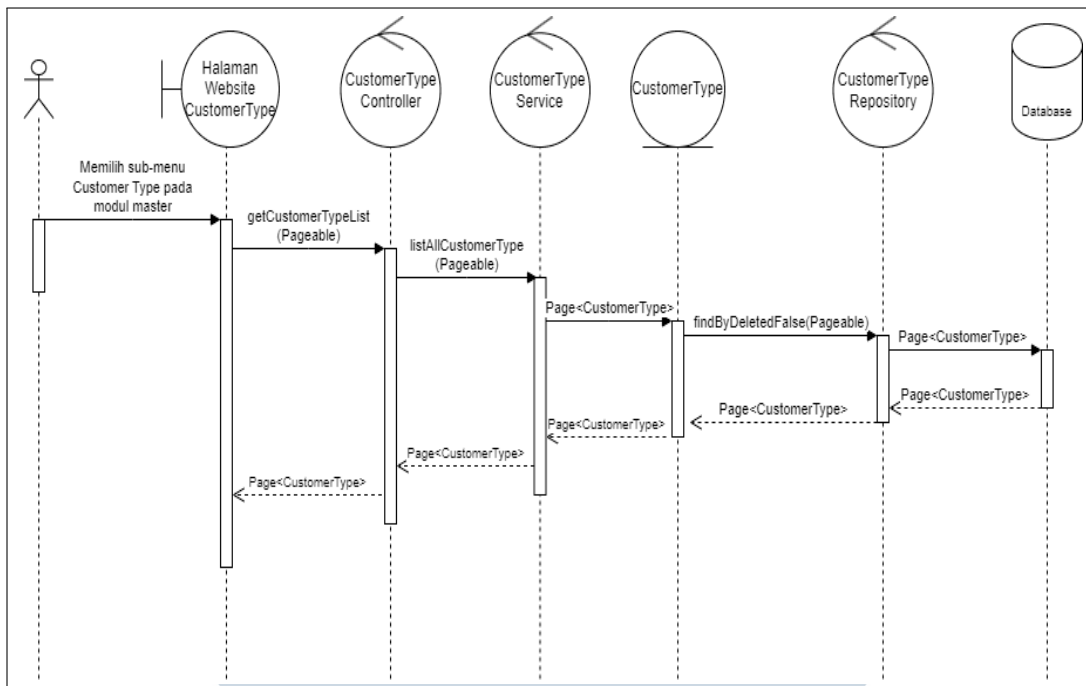 Halaman
Website
CustomerType
CustomerType
Controller
CustomerType
Service
CustomerType
CustomerType
Repository
Database
Memilih sub-menu
Customer Type pada
modul master
getCustomerTypeList
(Pageable)
listAllCustomerType
(Pageable)
Page<CustomerType>
findByDeletedFalse(Pageable)
Page<CustomerType>
Page<CustomerType>
Page<CustomerType>
Page<CustomerType>
Page<CustomerType>
Page<CustomerType>